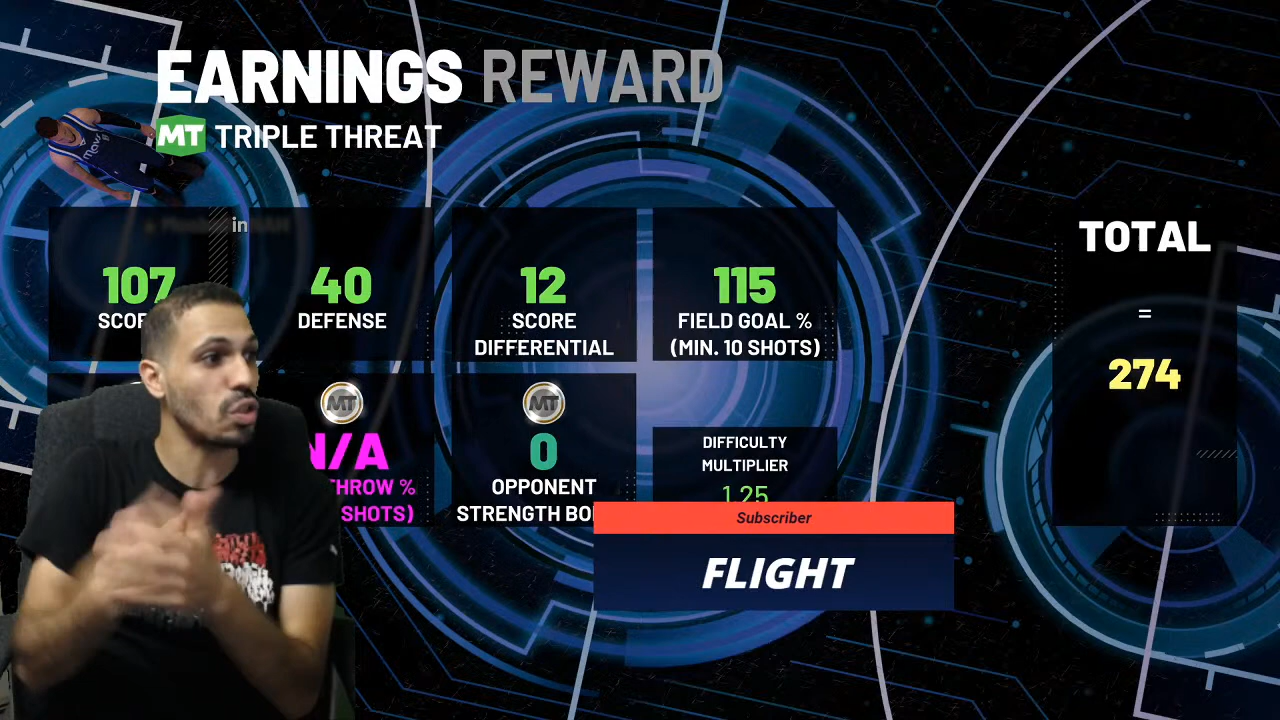 EARNINGS REWARD
MT TRIPLE THREAT
in
107
40
DEFENSE
12
SCORE
DIFFERENTIAL
115
FIELD GOAL %
(MIN. 10 SHOTS)
TOTAL
=
274
MT
N/A
THROW %
SHOTS)
MT
0
OPPONENT
STRENGTH BO
DIFFICULTY
MULTIPLIER
1.25
Subscriber
FLIGHT